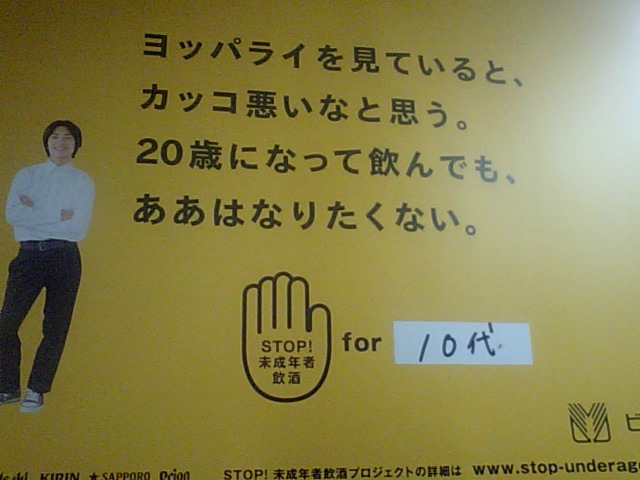 ヨッパライを見ていると、
カッコ悪いなと思う。
20歳になって飲んでも、
ああはなりたくない。
STOP!
未成年者
飲酒
for 10代
ビ
KIRIN ★SAPPORO Orion
STOP! 未成年者飲酒プロジェクトの詳細は www.stop-underage